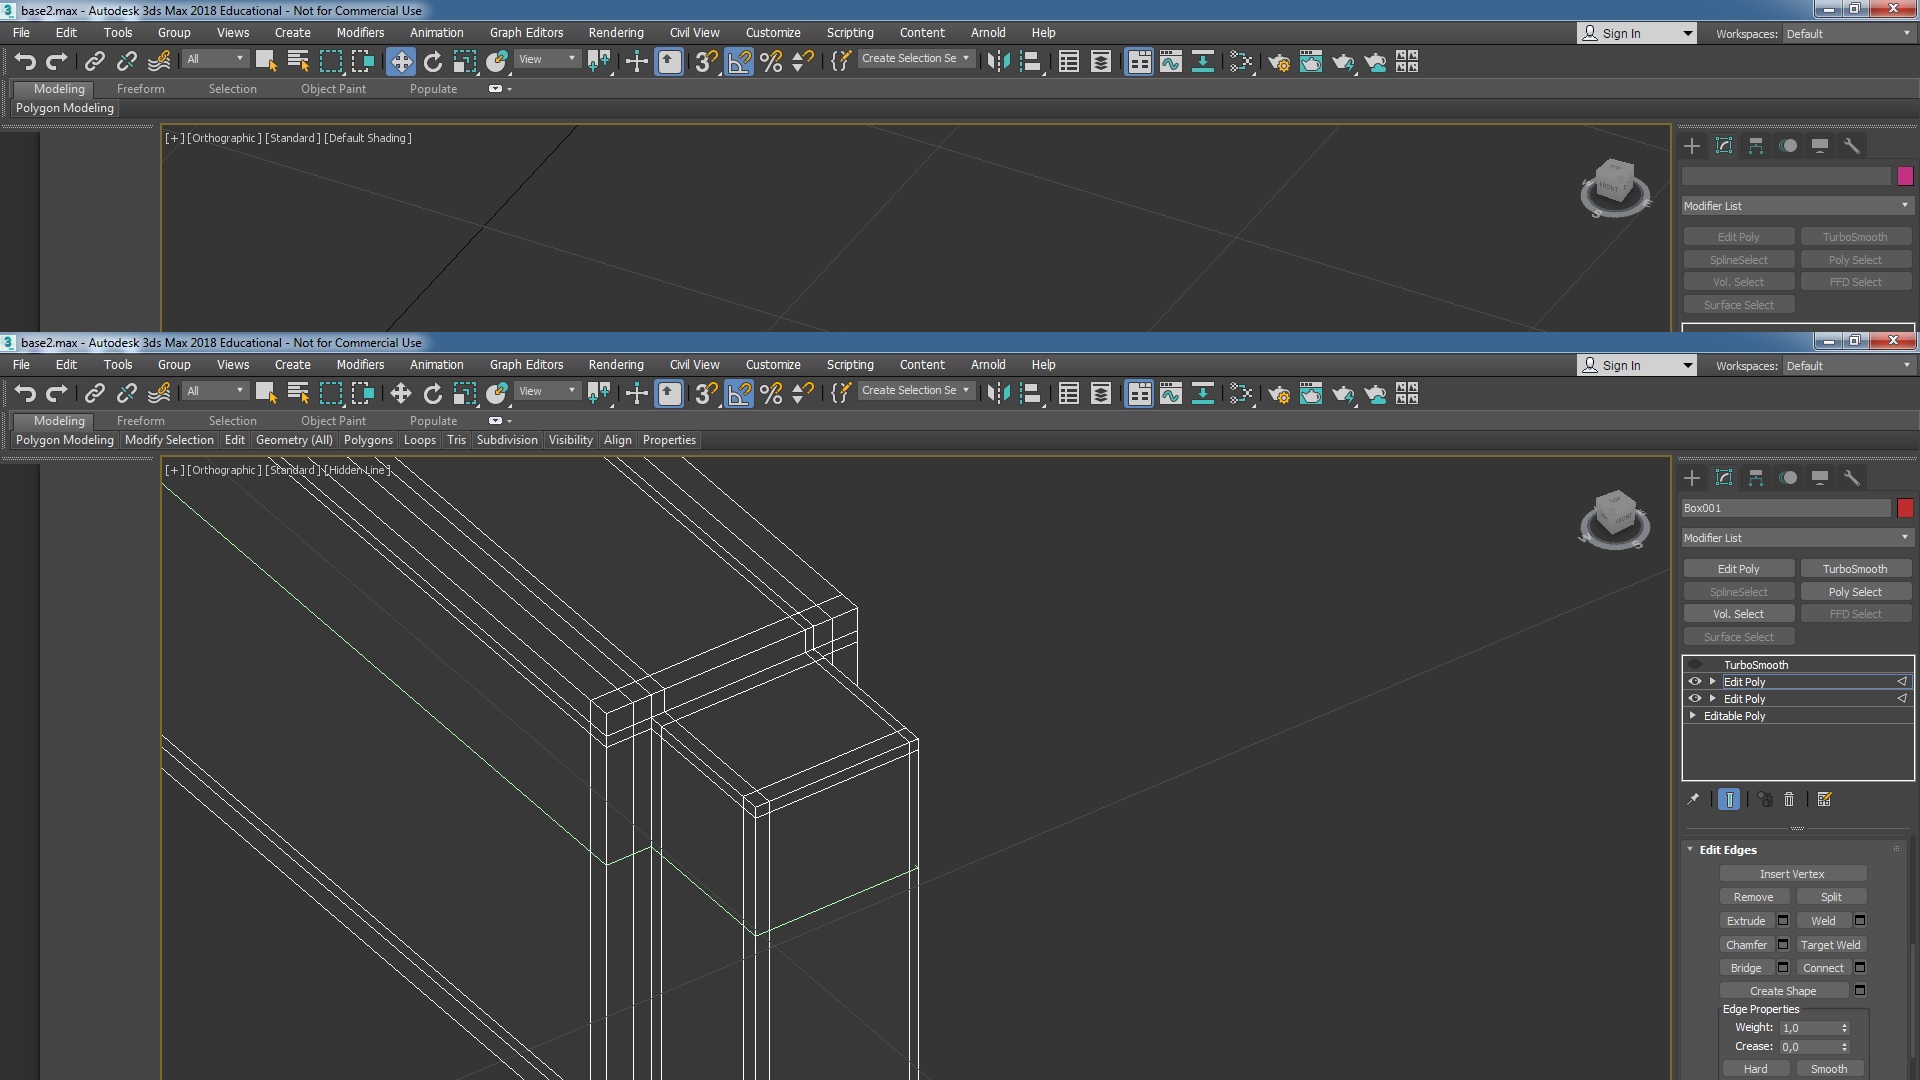 base2.max - Autodesk 3ds Max 2018 Educational - Not for Commercial Use
File Edit Tools Group Views Create Modifiers Animation Graph Editors Rendering Civil View Customize Scripting Content Arnold Help Sign In Workspaces: Default
All View 3 Create Selection Se
Modeling Freeform Selection Object Paint Populate
Polygon Modeling
[+] [Orthographic] [Standard] [Default Shading]
FRONT
S E
Modifier List
Edit Poly TurboSmooth
SplineSelect Poly Select
Vol. Select FFD Select
Surface Select
base2.max - Autodesk 3ds Max 2018 Educational - Not for Commercial Use
File Edit Tools Group Views Create Modifiers Animation Graph Editors Rendering Civil View Customize Scripting Content Arnold Help Sign In Workspaces: Default
All View 3 Create Selection Se
Modeling Freeform Selection Object Paint Populate
Polygon Modeling Modify Selection Edit Geometry (All) Polygons Loops Tris Subdivision Visibility Align Properties
[+] [Orthographic] [Standard] [Hidden Line]
TOP
FRONT
W S
Box001
Modifier List
Edit Poly TurboSmooth
SplineSelect Poly Select
Vol. Select FFD Select
Surface Select
TurboSmooth
Edit Poly
Edit Poly
Editable Poly
Edit Edges
Insert Vertex
Remove Split
Extrude Weld
Chamfer Target Weld
Bridge Connect
Create Shape
Edge Properties
Weight: 1,0
Crease: 0,0
Hard Smooth